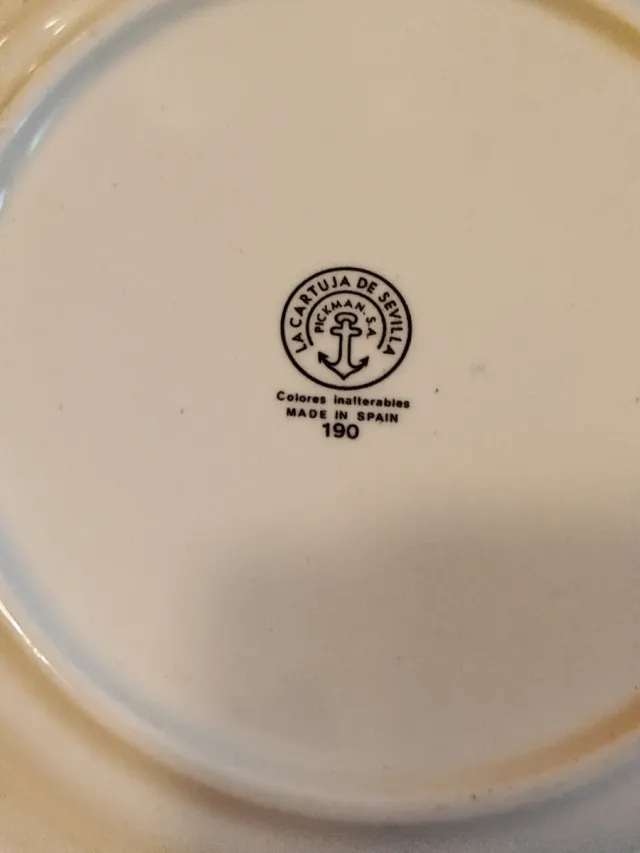 LA CARTUJA DE SEVILLA
PICKMAN. S.A.
Colores inalterables
MADE IN SPAIN
190